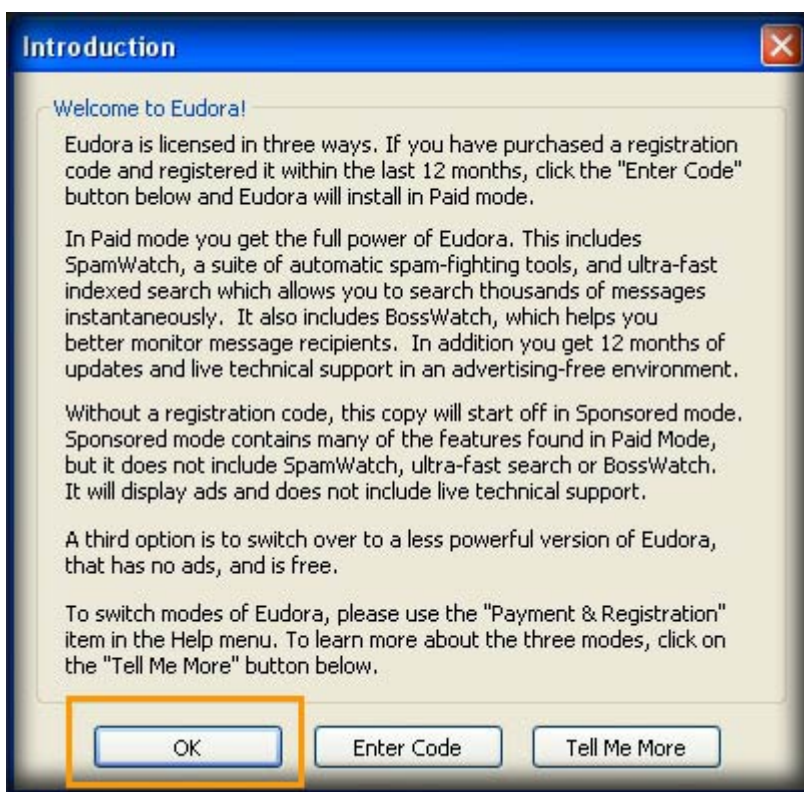 Introduction
Welcome to Eudora!
Eudora is licensed in three ways. If you have purchased a registration
code and registered it within the last 12 months, click the "Enter Code"
button below and Eudora will install in Paid mode.
In Paid mode you get the full power of Eudora. This includes
SpamWatch, a suite of automatic spam-fighting tools, and ultra-fast
indexed search which allows you to search thousands of messages
instantaneously.  It also includes BossWatch, which helps you
better monitor message recipients.  In addition you get 12 months of
updates and live technical support in an advertising-free environment.
Without a registration code, this copy will start off in Sponsored mode.
Sponsored mode contains many of the features found in Paid Mode,
but it does not include SpamWatch, ultra-fast search or BossWatch.
It will display ads and does not include live technical support.
A third option is to switch over to a less powerful version of Eudora,
that has no ads, and is free.
To switch modes of Eudora, please use the "Payment & Registration"
item in the Help menu. To learn more about the three modes, click on
the "Tell Me More" button below.
OK
Enter Code
Tell Me More